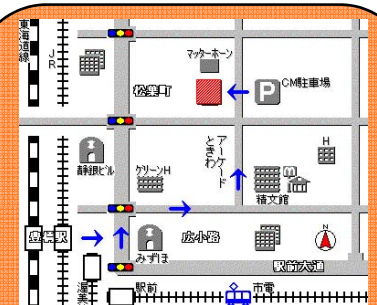 東海道線
JR
マッターホーン
松葉町
P
CM駐車場
アーケード
ときわ
H
静銀ビル
グリーンH
精文館
豊橋駅
広小路
N
みずほ
駅前大通
渥美
駅前
市電